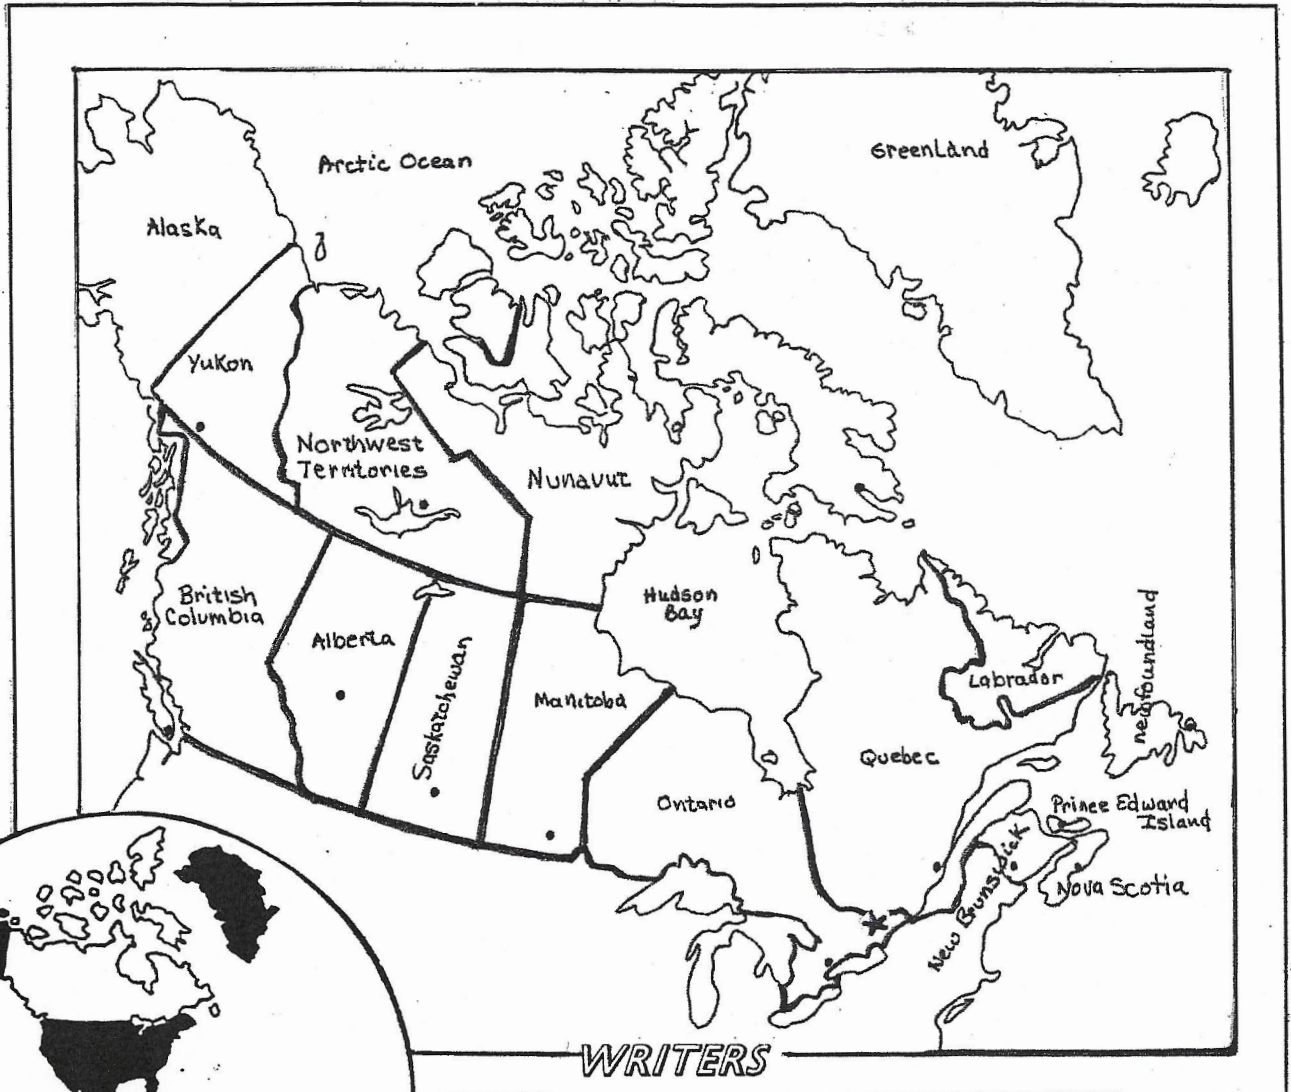 Arctic Ocean
GreenLand
Alaska
Yukon
Northwest
Territories
Nunavut
British
Columbia
Hudson
Bay
Alberta
Saskatchewan
Manitoba
Labrador
newfoundland
Quebec
Ontario
Prince Edward
Island
New Brunswick
Nova Scotia
WRITERS